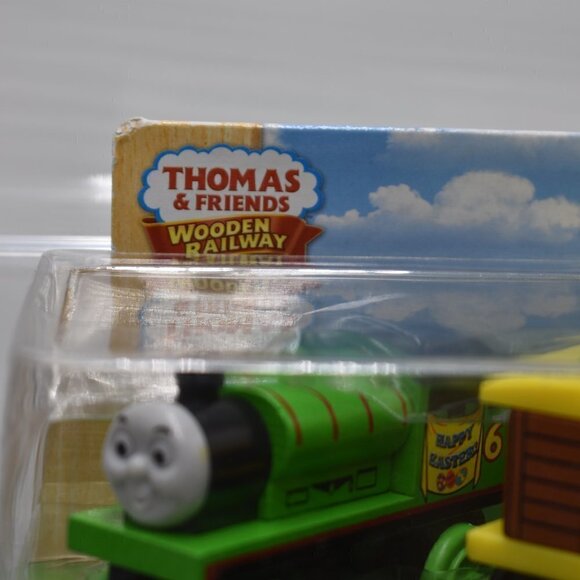 THOMAS
& FRIENDS
WOODEN
RAILWAY
HAPPY
EASTER!
6